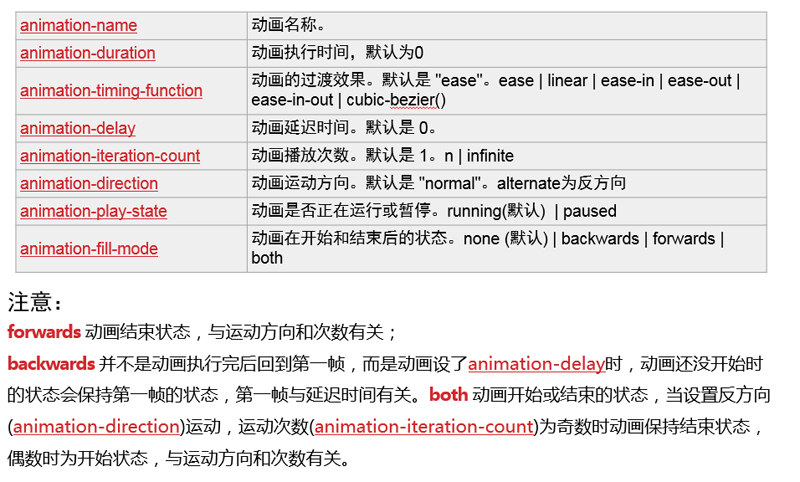 animation-name 动画名称。
animation-duration 动画执行时间，默认为0
animation-timing-function 动画的过渡效果。默认是 "ease"。ease | linear | ease-in | ease-out |
ease-in-out | cubic-bezier()
animation-delay 动画延迟时间。默认是 0。
animation-iteration-count 动画播放次数。默认是 1。n | infinite
animation-direction 动画运动方向。默认是 "normal"。alternate为反方向
animation-play-state 动画是否正在运行或暂停。running(默认) | paused
animation-fill-mode 动画在开始和结束后的状态。none (默认) | backwards | forwards |
both
注意：
forwards 动画结束状态，与运动方向和次数有关；
backwards 并不是动画执行完后回到第一帧，而是动画设了animation-delay时，动画还没开始时
的状态会保持第一帧的状态，第一帧与延迟时间有关。both 动画开始或结束的状态，当设置反方向
(animation-direction)运动，运动次数(animation-iteration-count)为奇数时动画保持结束状态，
偶数时为开始状态，与运动方向和次数有关。